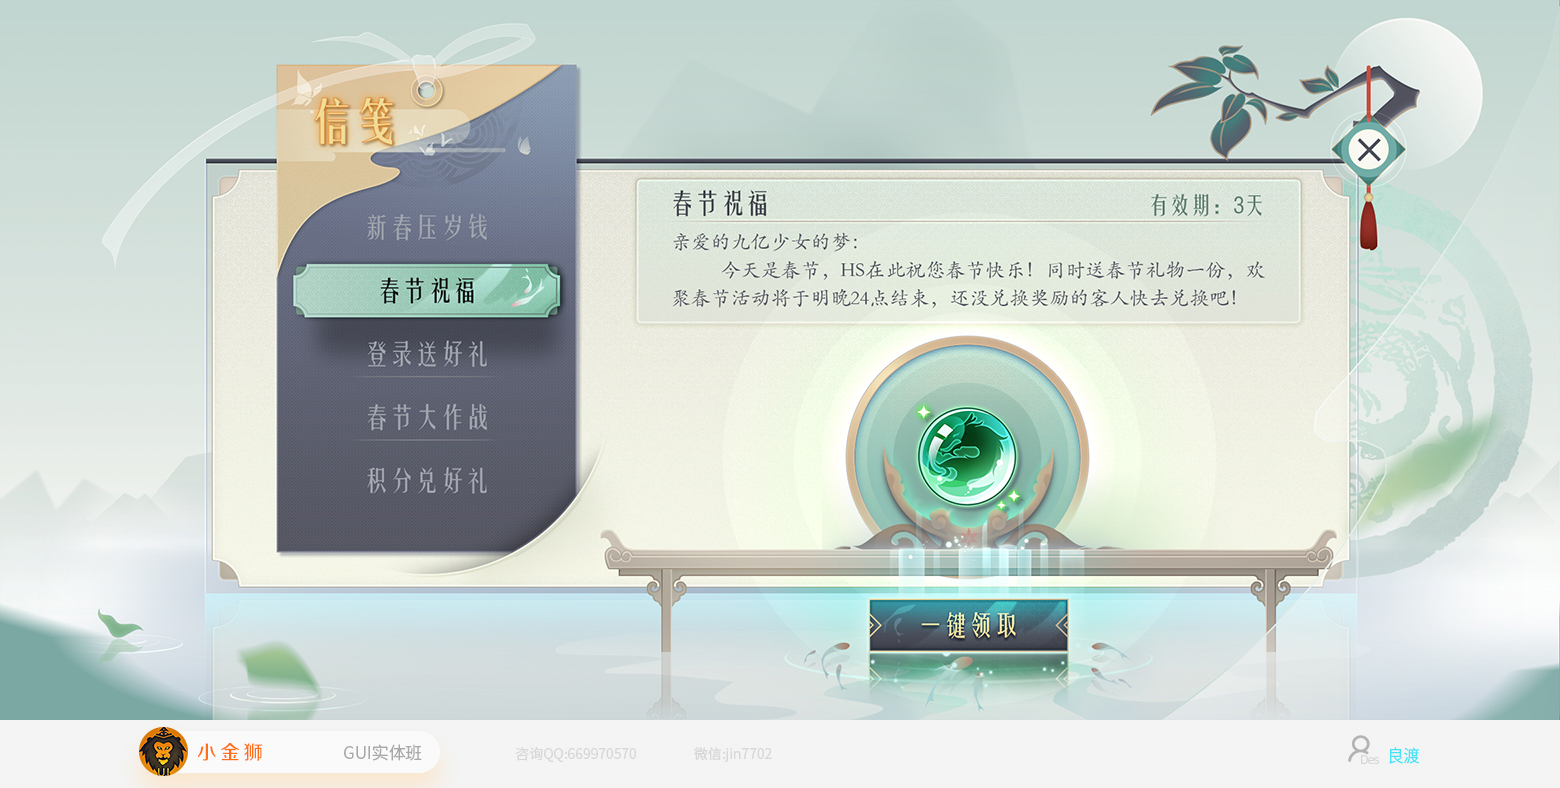 信笺
新春压岁钱
春节祝福
登录送好礼
春节大作战
积分兑好礼
春节祝福
有效期：3天
亲爱的九亿少女的梦：
今天是春节，HS在此祝您春节快乐！同时送春节礼物一份，欢
聚春节活动将于明晚24点结束，还没兑换奖励的客人快去兑换吧！
一键领取
小金狮
GUI实体班
咨询QQ:669970570
微信:jin7702
Des
良渡